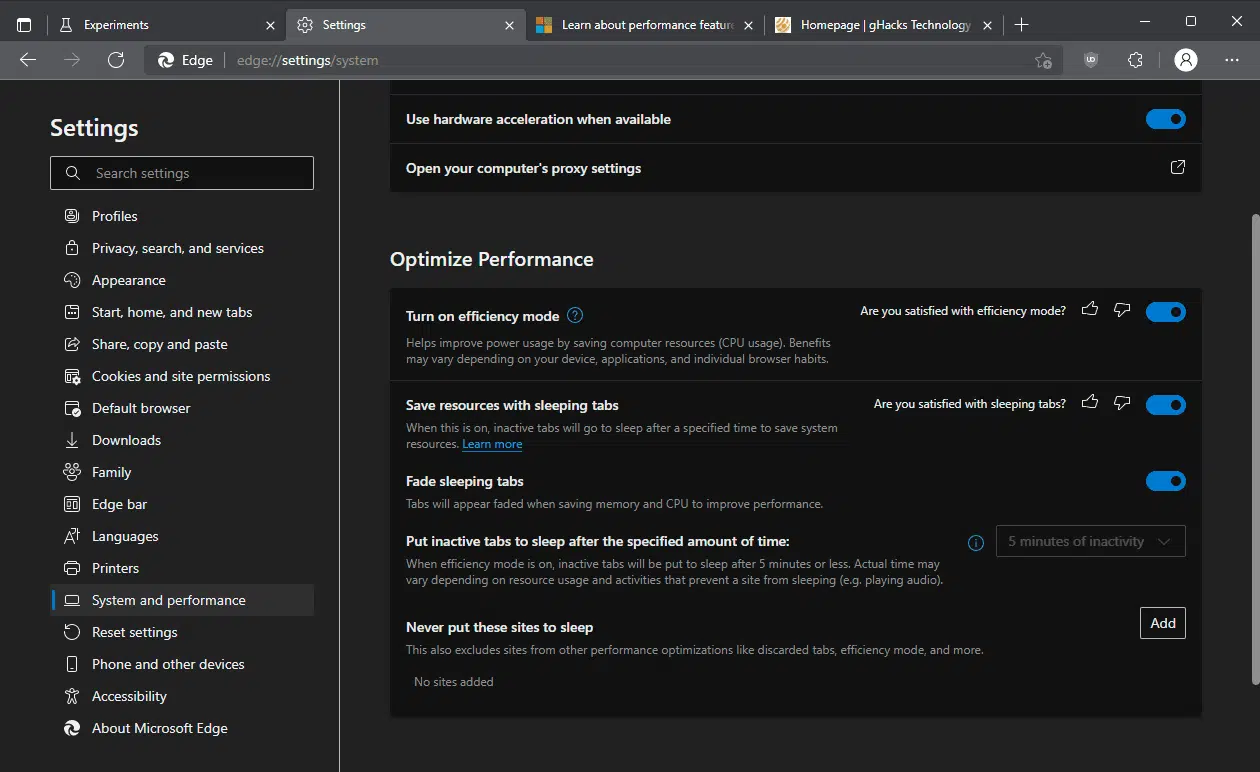 Experiments
Settings
Learn about performance feature
Homepage | gHacks Technology
Edge
edge://settings/system
UD
Settings
Search settings
Profiles
Privacy, search, and services
Appearance
Start, home, and new tabs
Share, copy and paste
Cookies and site permissions
Default browser
Downloads
Family
Edge bar
Languages
Printers
System and performance
Reset settings
Phone and other devices
Accessibility
About Microsoft Edge
Use hardware acceleration when available
Open your computer's proxy settings
Optimize Performance
Turn on efficiency mode
Are you satisfied with efficiency mode?
Helps improve power usage by saving computer resources (CPU usage). Benefits
may vary depending on your device, applications, and individual browser habits.
Save resources with sleeping tabs
Are you satisfied with sleeping tabs?
When this is on, inactive tabs will go to sleep after a specified time to save system
resources. Learn more
Fade sleeping tabs
Tabs will appear faded when saving memory and CPU to improve performance.
Put inactive tabs to sleep after the specified amount of time:
5 minutes of inactivity
When efficiency mode is on, inactive tabs will be put to sleep after 5 minutes or less. Actual time may
vary depending on resource usage and activities that prevent a site from sleeping (e.g. playing audio).
Never put these sites to sleep
Add
This also excludes sites from other performance optimizations like discarded tabs, efficiency mode, and more.
No sites added